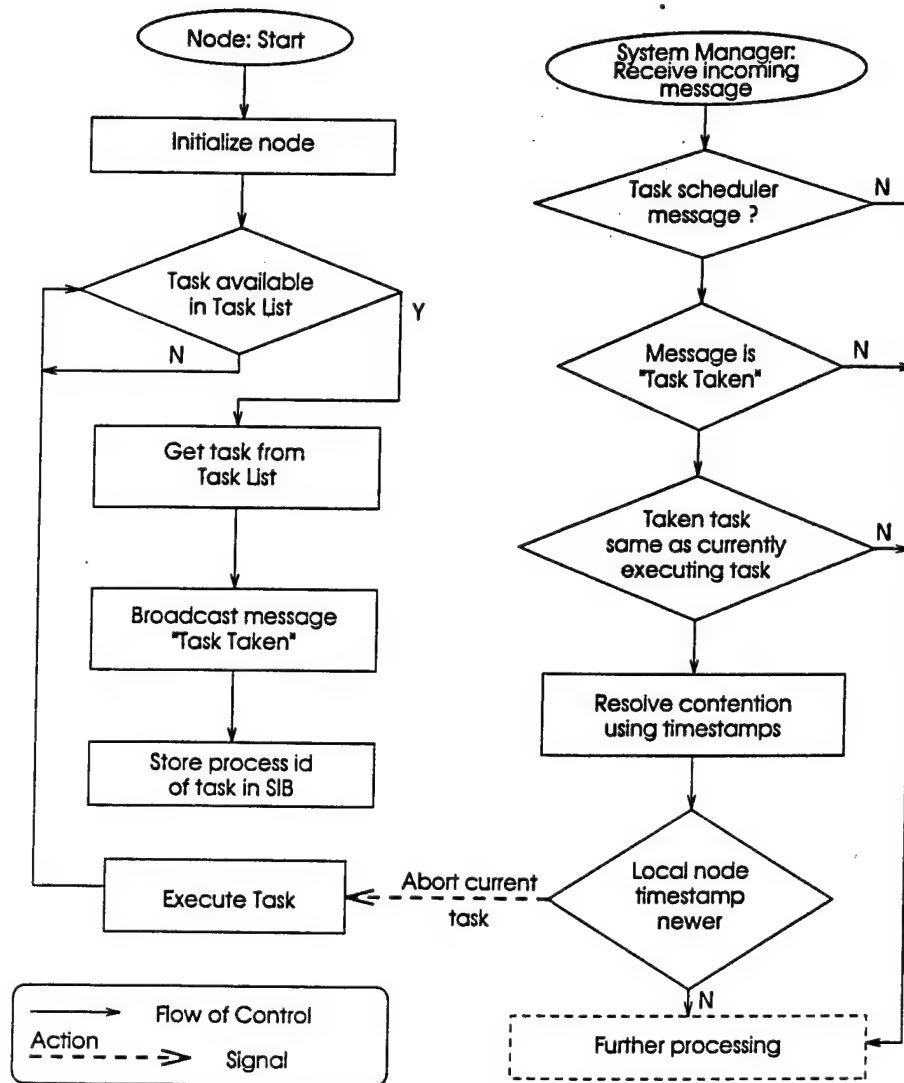 Node: Start
Initialize node
Task available
in Task List
Y
N
Get task from
Task List
Broadcast message
"Task Taken"
Store process id
of task in SIB
Execute Task
System Manager:
Receive incoming
message
Task scheduler
message ?
N
Message is
"Task Taken"
N
Taken task
same as currently
executing task
N
Resolve contention
using timestamps
Local node
timestamp
newer
Abort current
task
N
Further processing
Flow of Control
Action
Signal